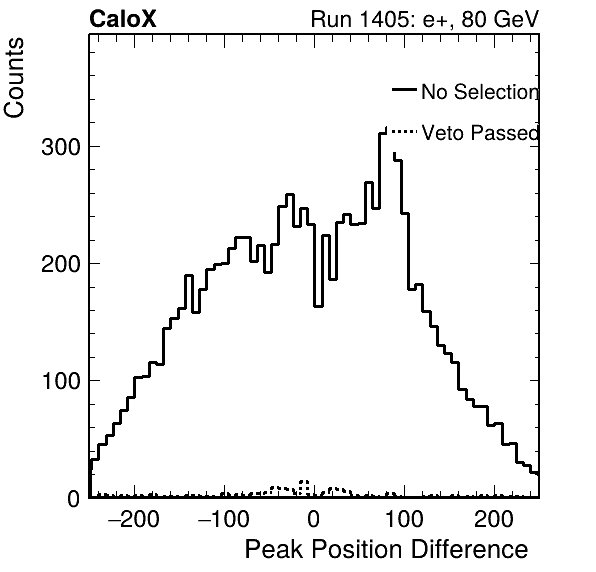 CaloX Run 1405: e+, 80 GeV
Counts
No Selection
Veto Passed
300
200
100
0
−200 −100 0 100 200
Peak Position Difference